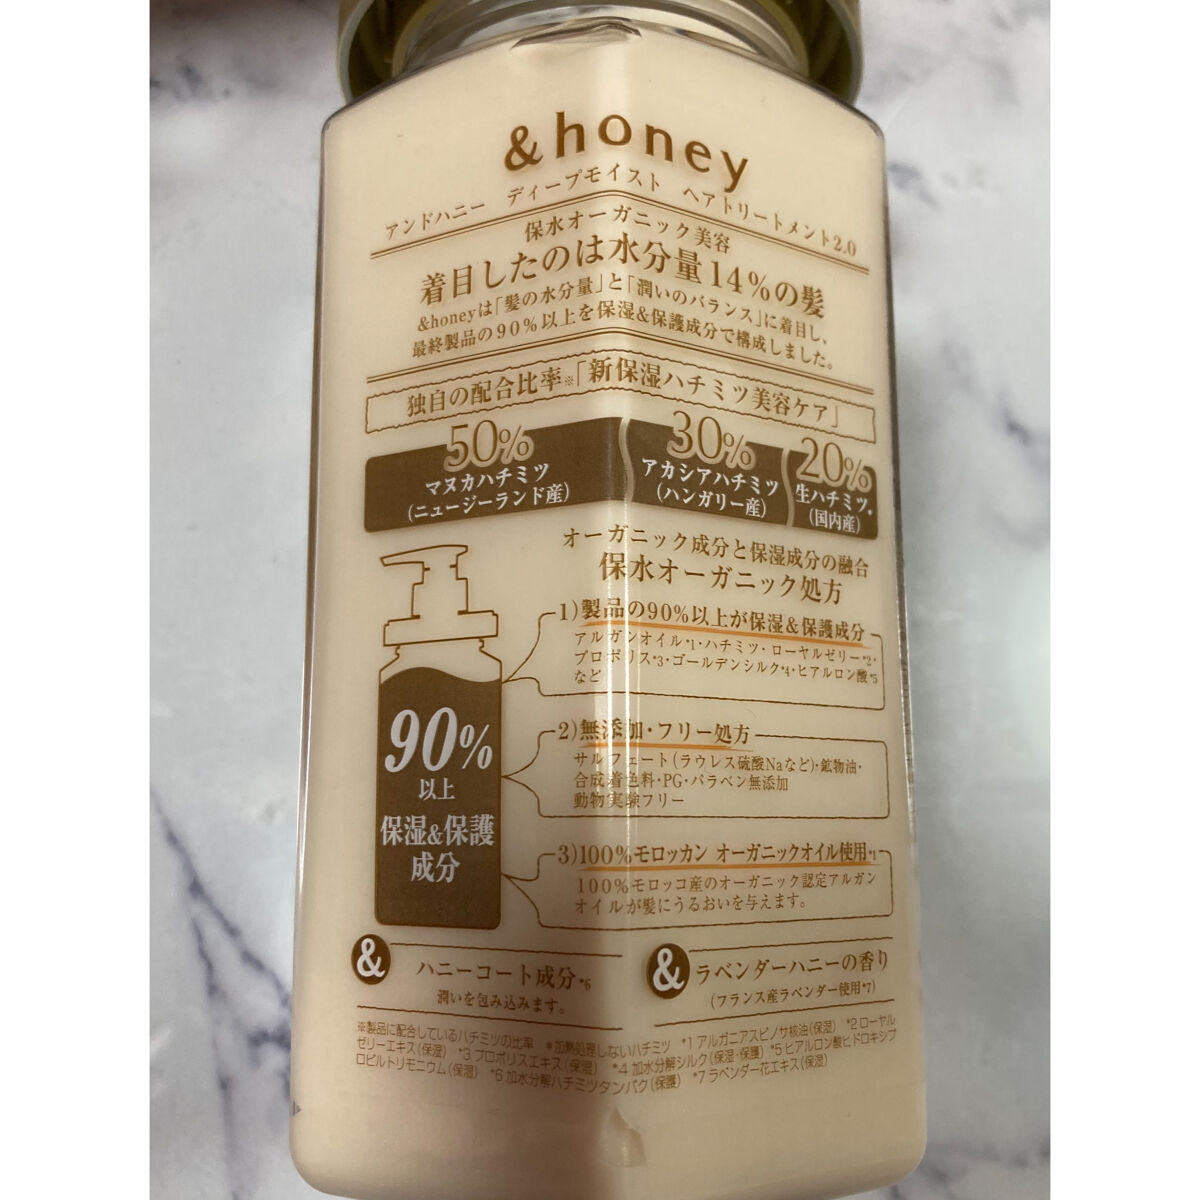 &honey
アンドハニー ディープモイスト ヘアトリートメント2.0
保水オーガニック美容
着目したのは水分量14%の髪
&honeyは「髪の水分量」と「潤いのバランス」に着目し、
最終製品の90%以上を保湿&保護成分で構成しました。
独自の配合比率※「新保湿ハチミツ美容ケア」
50%
マヌカハチミツ
(ニュージーランド産)
30%
アカシアハチミツ
(ハンガリー産)
20%
生ハチミツ*
(国内産)
オーガニック成分と保湿成分の融合
保水オーガニック処方
1)製品の90%以上が保湿&保護成分
アルガンオイル*1・ハチミツ・ローヤルゼリー*2・
プロポリス*3・ゴールデンシルク*4・ヒアルロン酸*5
など
2)無添加・フリー処方
サルフェート(ラウレス硫酸Naなど)・鉱物油・
合成着色料・PG・パラベン無添加
動物実験フリー
3)100%モロッカン オーガニックオイル使用*1
100%モロッコ産のオーガニック認定アルガン
オイルが髪にうるおいを与えます。
90%
以上
保湿&保護
成分
& ハニーコート成分*6
潤いを包み込みます。
& ラベンダーハニーの香り
(フランス産ラベンダー使用*7)
※製品に配合しているハチミツの比率 *加熱処理しないハチミツ *1 アルガニアスピノサ核油(保湿) *2 ローヤル
ゼリーエキス(保湿) *3 プロポリスエキス(保湿) *4 加水分解シルク(保湿・保護) *5 ヒアルロン酸ヒドロキシプ
ロピルトリモニウム(保湿) *6 加水分解ハチミツタンパク(保護) *7 ラベンダー花エキス(保湿)